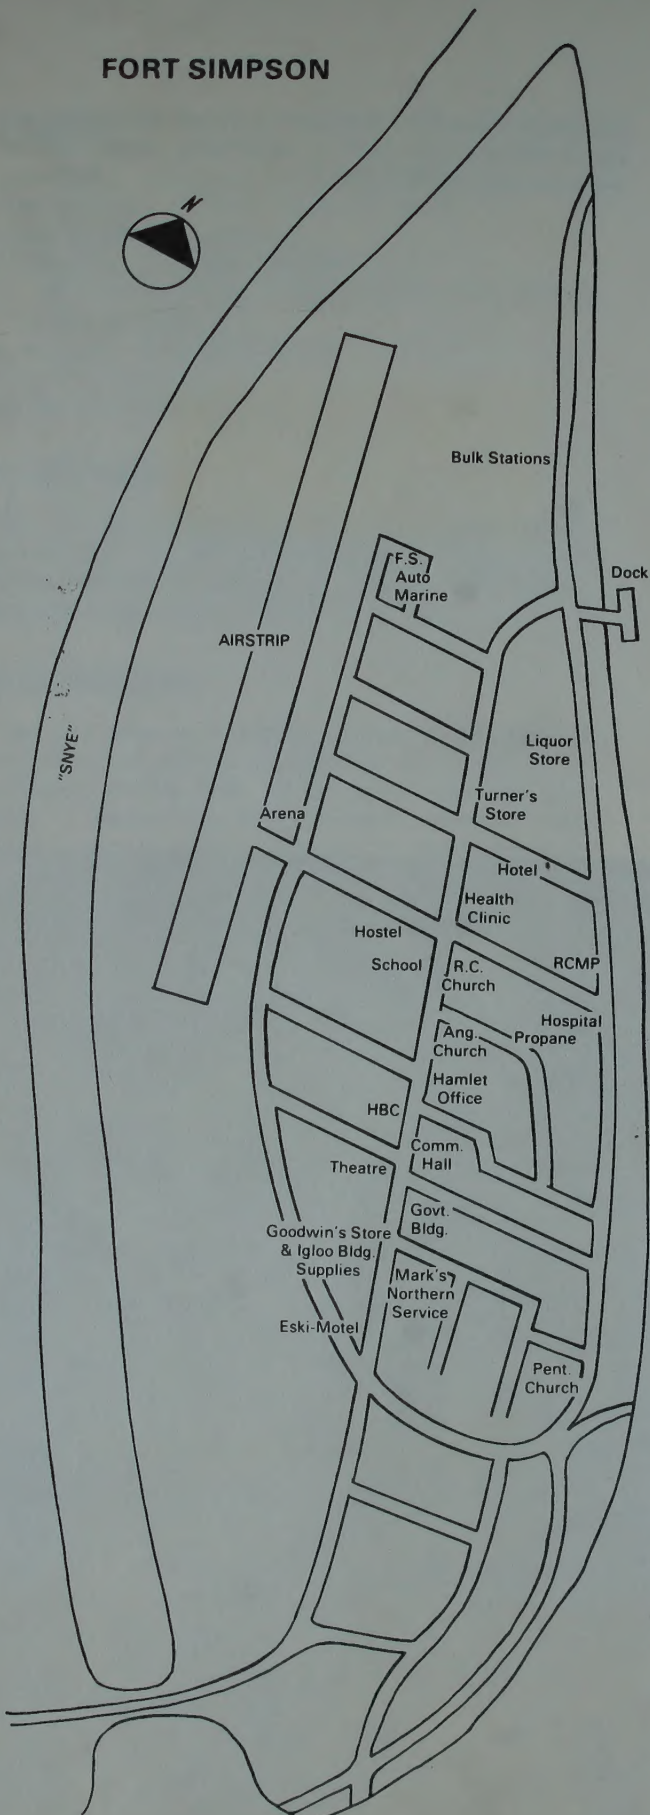 FORT SIMPSON
N
Bulk Stations
F.S.
Auto
Marine
Dock
AIRSTRIP
"SNYE"
Liquor
Store
Turner's
Store
Arena
Hotel
Health
Clinic
Hostel
School
R.C.
Church
RCMP
Hospital
Propane
Ang.
Church
Hamlet
Office
HBC
Comm.
Hall
Theatre
Govt.
Bldg.
Goodwin's Store
& Igloo Bldg.
Supplies
Mark's
Northern
Service
Eski-Motel
Pent.
Church